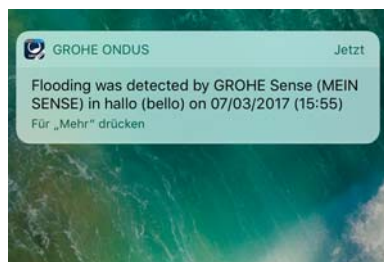 GROHE ONDUS Jetzt
Flooding was detected by GROHE Sense (MEIN
SENSE) in hallo (bello) on 07/03/2017 (15:55)
Für „Mehr“ drücken